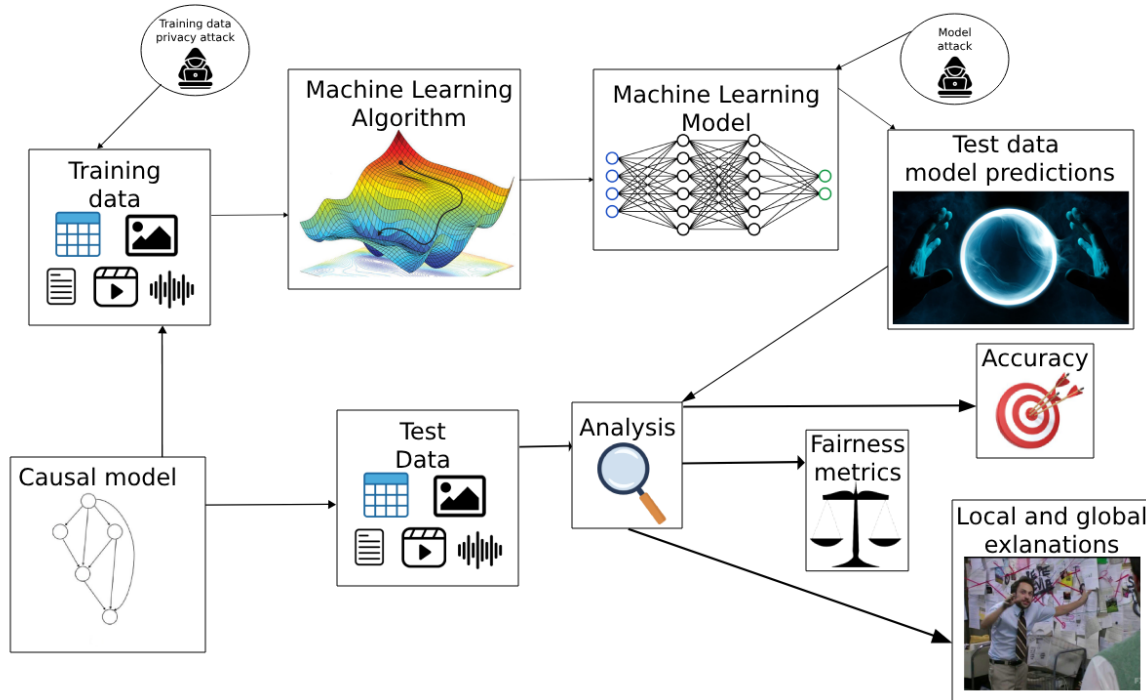 Training data
privacy attack
Model
attack
Machine Learning
Algorithm
Machine Learning
Model
Training
data
Test data
model predictions
Accuracy
Causal model
Test
Data
Analysis
Fairness
metrics
Local and global
exlanations